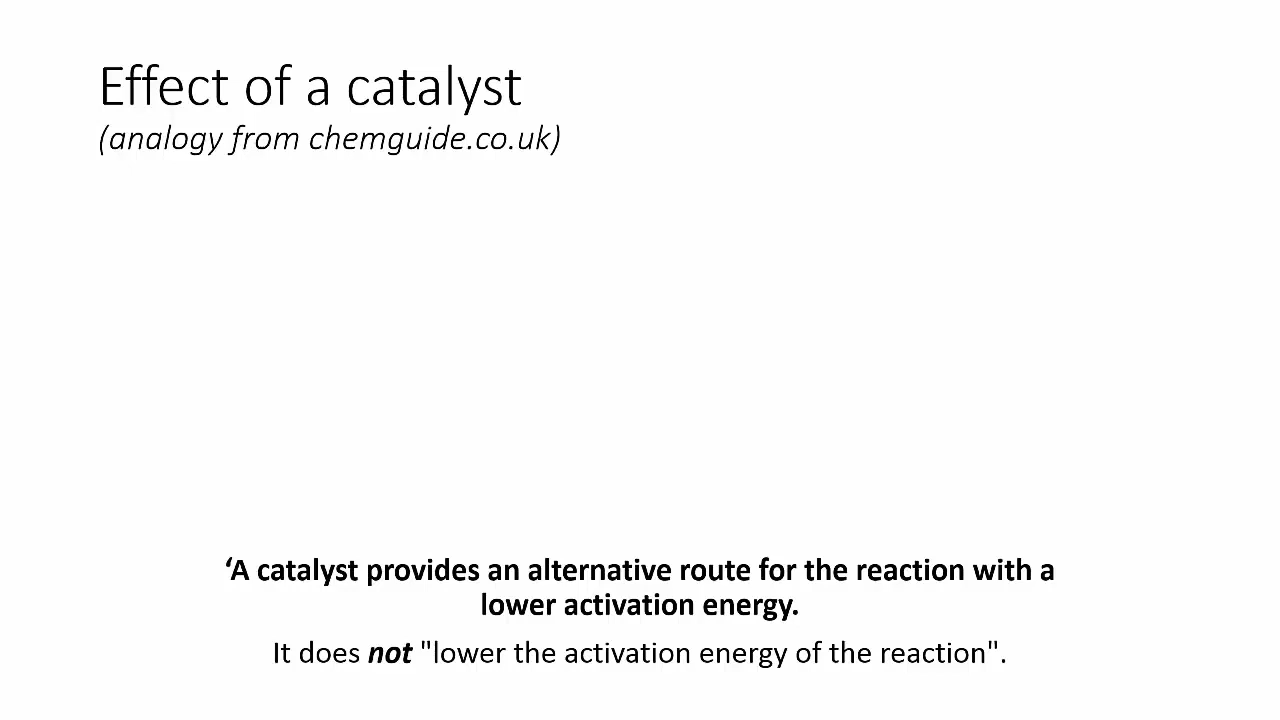 Effect of a catalyst
(analogy from chemguide.co.uk)
‘A catalyst provides an alternative route for the reaction with a
lower activation energy.
It does not "lower the activation energy of the reaction".